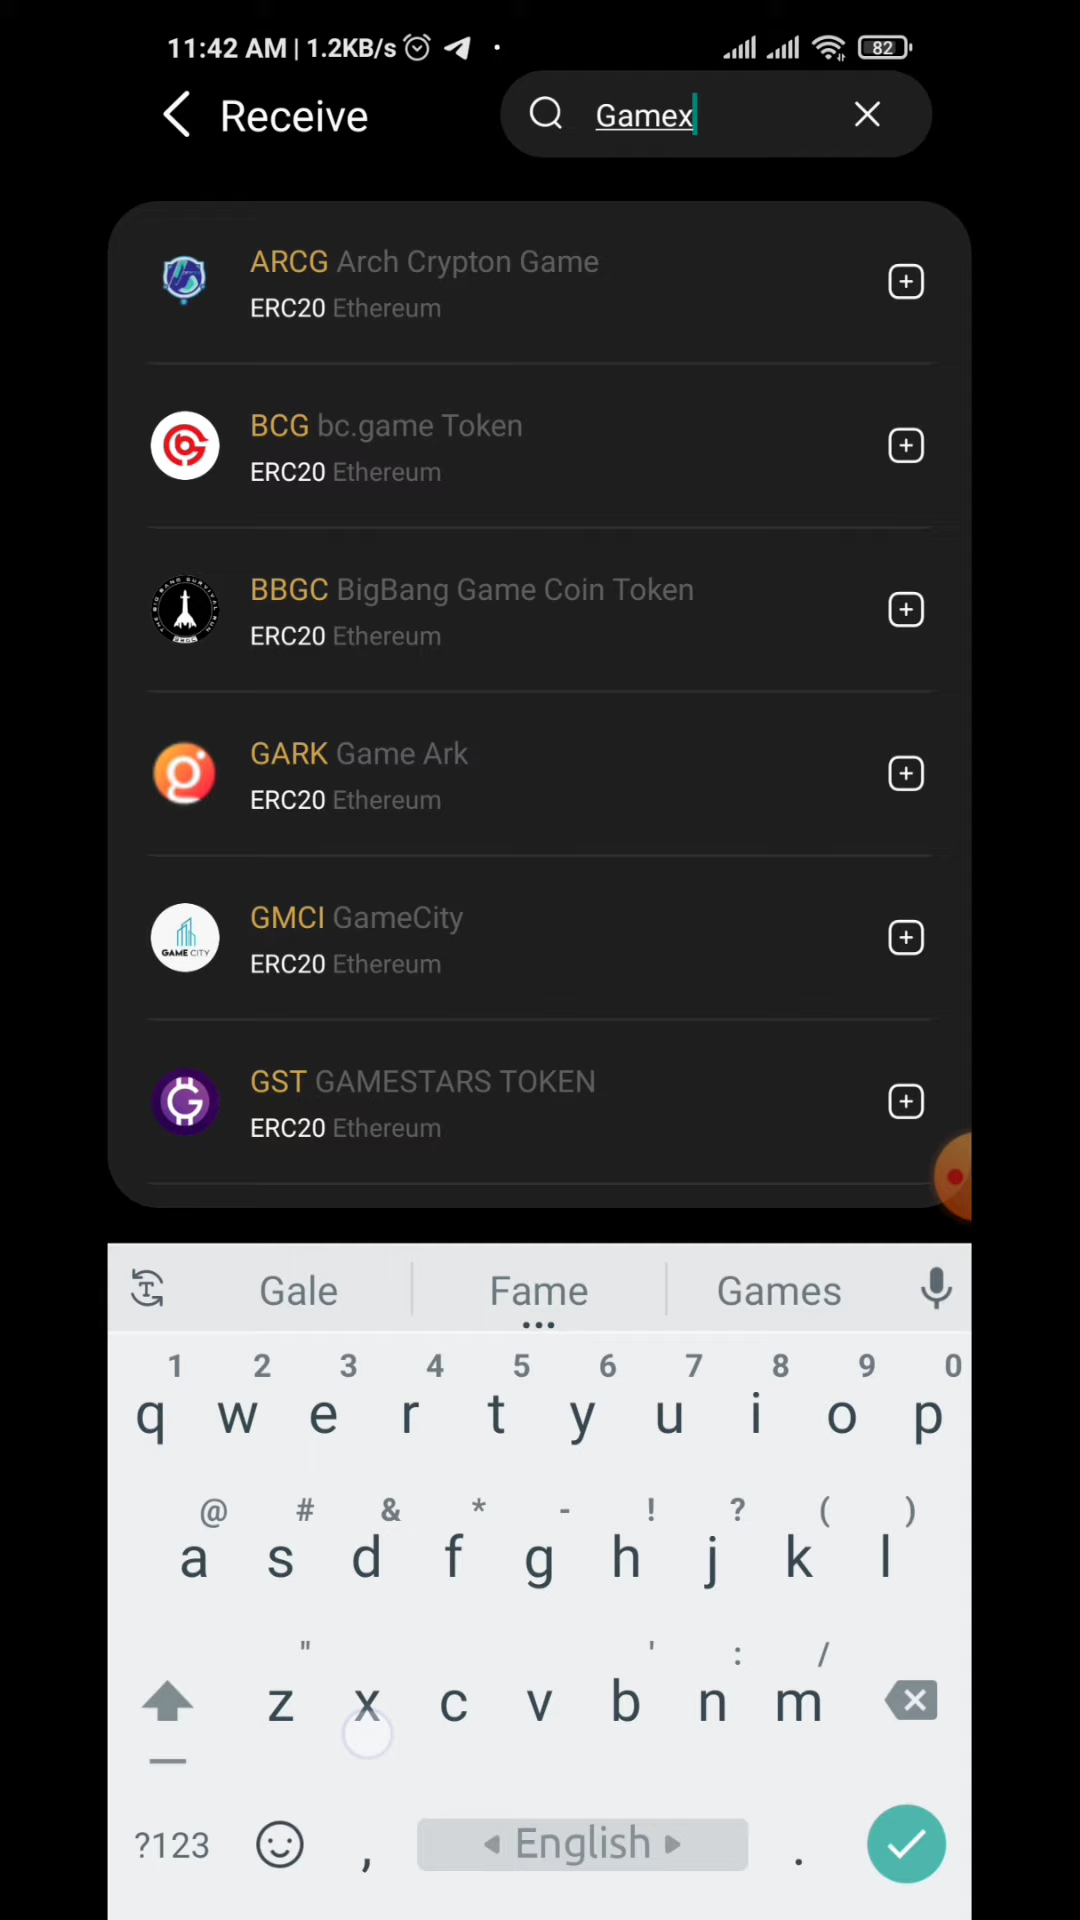 11:42 AM | 1.2KB/s 82
Receive
Gamex
ARCG Arch Crypton Game
ERC20 Ethereum
BCG bc.game Token
ERC20 Ethereum
BBGC BigBang Game Coin Token
ERC20 Ethereum
GARK Game Ark
ERC20 Ethereum
GAME CITY
GMCI GameCity
ERC20 Ethereum
GST GAMESTARS TOKEN
ERC20 Ethereum
Gale Fame Games
1 2 3 4 5 6 7 8 9 0
q w e r t y u i o p
@ # & * - ! ? ( )
a s d f g h j k l
" ' : /
z x c v b n m
?123 , English .